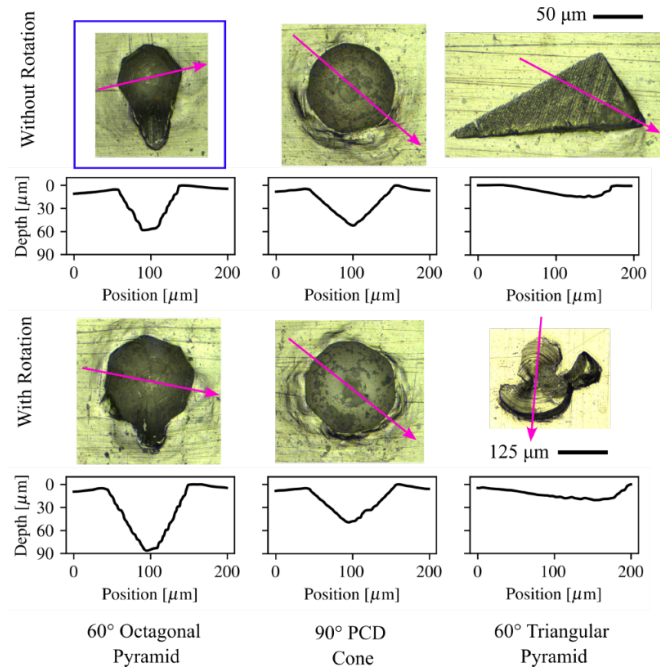 50 μm
Without Rotation
Depth [μm]
0
30
60
90
0 100 200
0 100 200
0 100 200
Position [μm]
Position [μm]
Position [μm]
With Rotation
125 μm
Depth [μm]
0
30
60
90
0 100 200
0 100 200
0 100 200
Position [μm]
Position [μm]
Position [μm]
60° Octagonal
Pyramid
90° PCD
Cone
60° Triangular
Pyramid